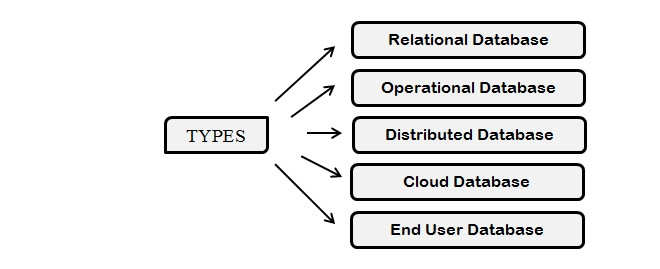 TYPES
Relational Database
Operational Database
Distributed Database
Cloud Database
End User Database